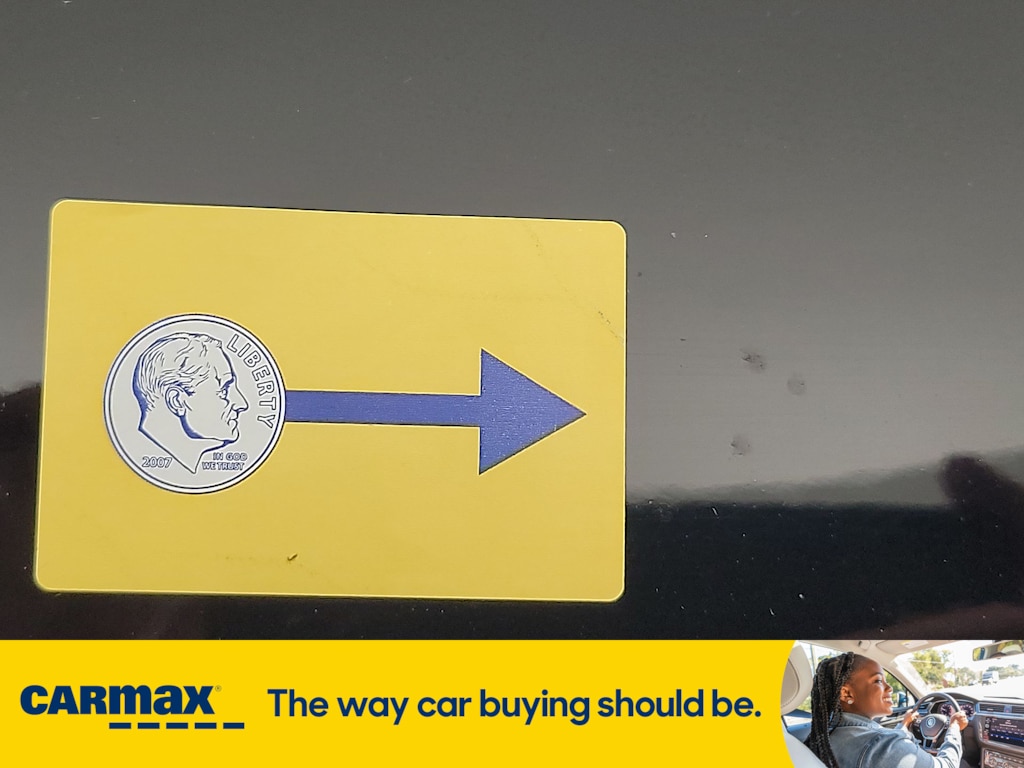 LIBERTY
2007
IN GOD
WE TRUST
CARMAX®
The way car buying should be.